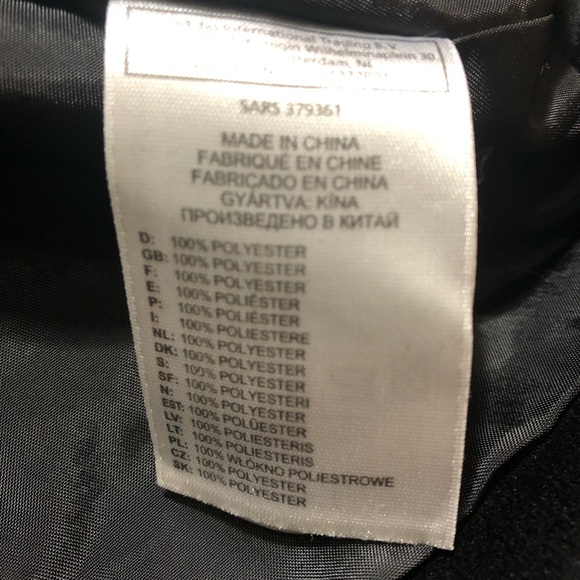 International Trading B.V.
Wilhelminaplein 30
NL
SARS 379361
MADE IN CHINA
FABRIQUÉ EN CHINE
FABRICADO EN CHINA
GYÁRTVA: KÍNA
ПРОИЗВЕДЕНО В КИТАЙ
D: 100% POLYESTER
GB: 100% POLYESTER
F: 100% POLYESTER
E: 100% POLIÉSTER
P: 100% POLIÉSTER
I: 100% POLIESTERE
NL: 100% POLYESTER
DK: 100% POLYESTER
S: 100% POLYESTER
SF: 100% POLYESTERI
N: 100% POLYESTER
EST: 100% POLÜESTER
LV: 100% POLIESTERIS
LT: 100% POLIESTERIS
PL: 100% WŁÓKNO POLIESTROWE
CZ: 100% POLYESTER
SK: 100% POLYESTER